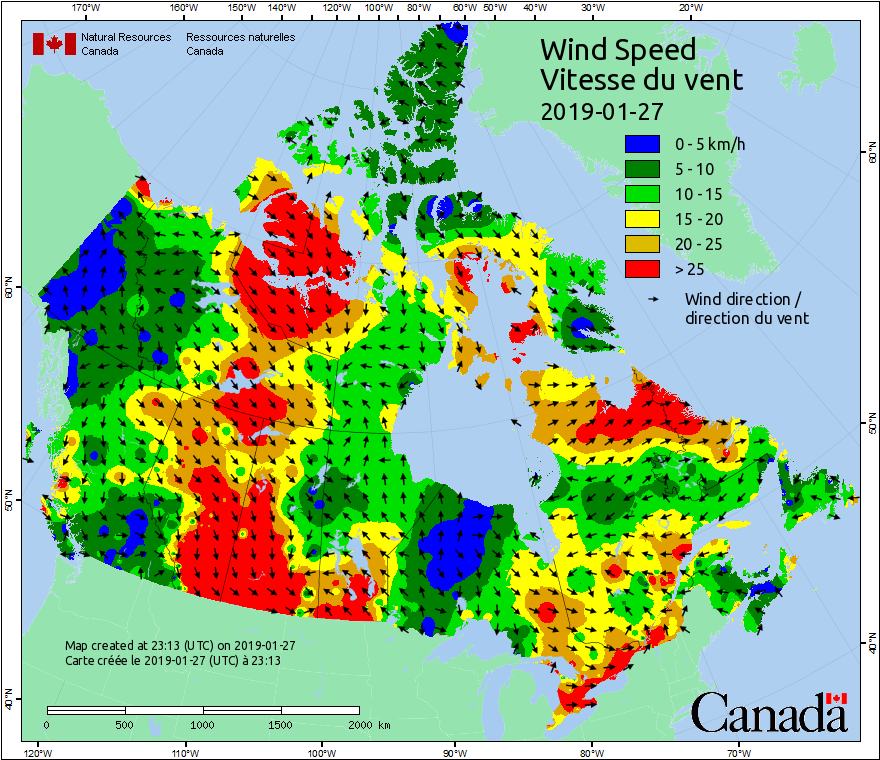 170°W 160°W 150°W 140°W 130°W 120°W 110°W 100°W 90°W 80°W 70°W 60°W 50°W 40°W 30°W 20°W
Natural Resources Ressources naturelles
Canada Canada
Wind Speed
Vitesse du vent
2019-01-27
0 - 5 km/h
5 - 10
10 - 15
15 - 20
20 - 25
> 25
Wind direction /
direction du vent
60°N
60°N
50°N
50°N
40°N
40°N
Map created at 23:13 (UTC) on 2019-01-27
Carte créée le 2019-01-27 (UTC) à 23:13
0 500 1000 1500 2000 km
Canada
120°W 110°W 100°W 90°W 80°W 70°W